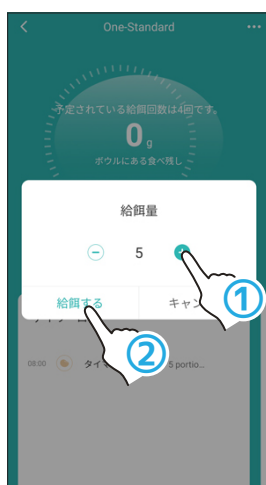 One-Standard
予定されている給餌回数は4回です。
0 g
ボウルにある食べ残し
給餌量
5
①
給餌する
キャン
②
08:00 タイ
5 portio...